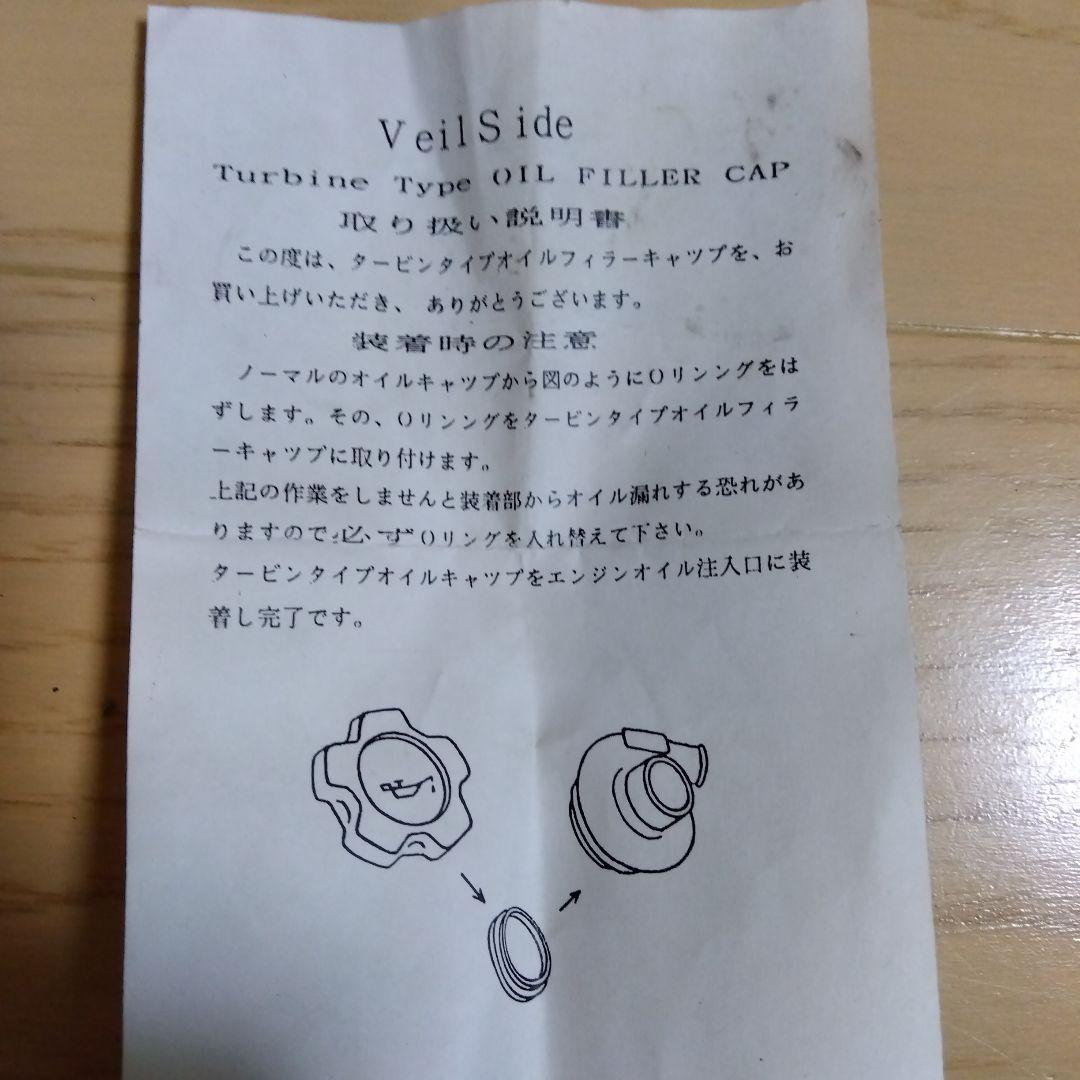 VeilSide
Turbine Type OIL FILLER CAP
取り扱い説明書
この度は、タービンタイプオイルフィラーキャツプを、お
買い上げいただき、ありがとうございます。
装着時の注意
ノーマルのオイルキャツプから図のようにOリンングをは
ずします。その、Oリンングをタービンタイプオイルフィラ
ーキャツプに取り付けます。
上記の作業をしませんと装着部からオイル漏れする恐れがあ
りますので必ずOリングを入れ替えて下さい。
タービンタイプオイルキャツプをエンジンオイル注入口に装
着し完了です。